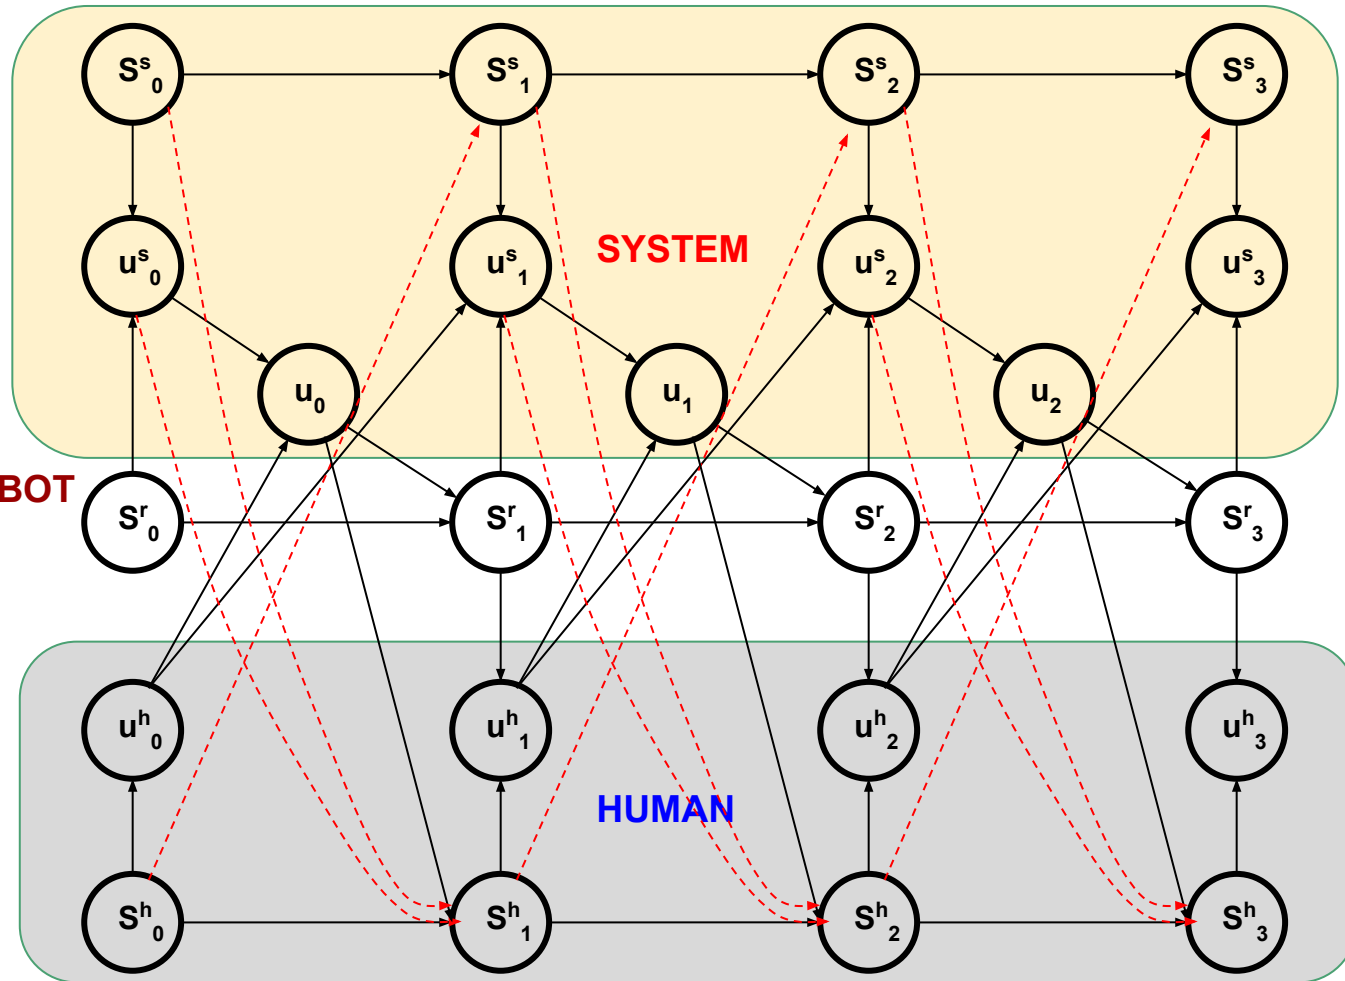 S^s_0 S^s_1 S^s_2 S^s_3
u^s_0 u^s_1 SYSTEM u^s_2 u^s_3
u_0 u_1 u_2
BOT S^r_0 S^r_1 S^r_2 S^r_3
u^h_0 u^h_1 u^h_2 u^h_3
HUMAN
S^h_0 S^h_1 S^h_2 S^h_3